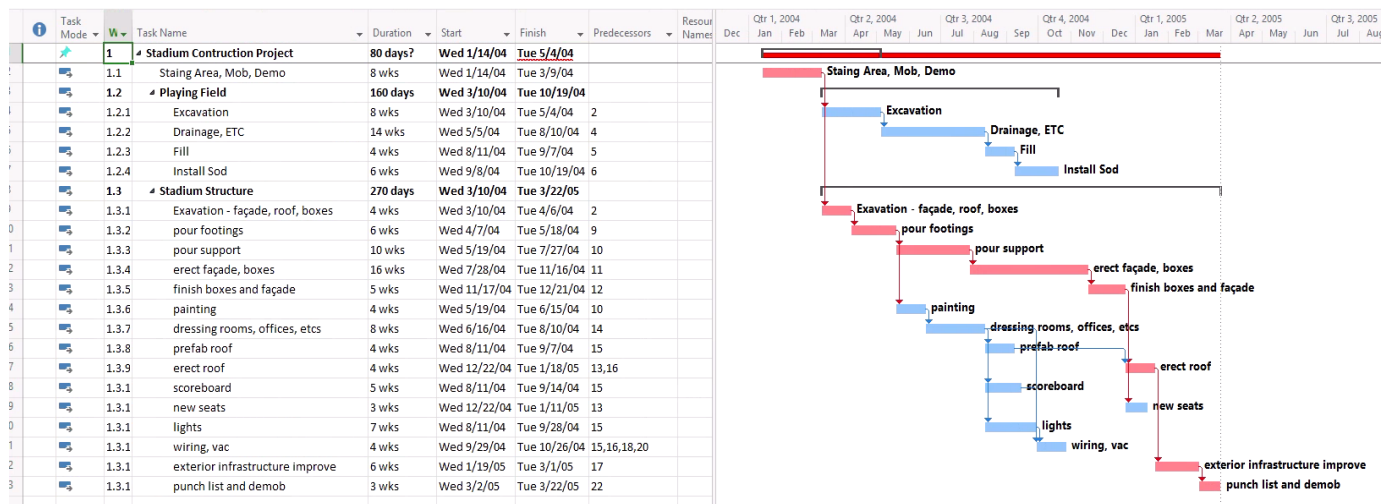 Task Mode W Task Name Duration Start Finish Predecessors Resour Names
Qtr 1, 2004 Qtr 2, 2004 Qtr 3, 2004 Qtr 4, 2004 Qtr 1, 2005 Qtr 2, 2005 Qtr 3, 2005
Dec Jan Feb Mar Apr May Jun Jul Aug Sep Oct Nov Dec Jan Feb Mar Apr May Jun Jul Aug
1 Stadium Contruction Project 80 days? Wed 1/14/04 Tue 5/4/04
1.1 Staing Area, Mob, Demo 8 wks Wed 1/14/04 Tue 3/9/04 Staing Area, Mob, Demo
1.2 Playing Field 160 days Wed 3/10/04 Tue 10/19/04
1.2.1 Excavation 8 wks Wed 3/10/04 Tue 5/4/04 2 Excavation
1.2.2 Drainage, ETC 14 wks Wed 5/5/04 Tue 8/10/04 4 Drainage, ETC
1.2.3 Fill 4 wks Wed 8/11/04 Tue 9/7/04 5 Fill
1.2.4 Install Sod 6 wks Wed 9/8/04 Tue 10/19/04 6 Install Sod
1.3 Stadium Structure 270 days Wed 3/10/04 Tue 3/22/05
1.3.1 Exavation - façade, roof, boxes 4 wks Wed 3/10/04 Tue 4/6/04 2 Exavation - façade, roof, boxes
1.3.2 pour footings 6 wks Wed 4/7/04 Tue 5/18/04 9 pour footings
1.3.3 pour support 10 wks Wed 5/19/04 Tue 7/27/04 10 pour support
1.3.4 erect façade, boxes 16 wks Wed 7/28/04 Tue 11/16/04 11 erect façade, boxes
1.3.5 finish boxes and façade 5 wks Wed 11/17/04 Tue 12/21/04 12 finish boxes and façade
1.3.6 painting 4 wks Wed 5/19/04 Tue 6/15/04 10 painting
1.3.7 dressing rooms, offices, etcs 8 wks Wed 6/16/04 Tue 8/10/04 14 dressing rooms, offices, etcs
1.3.8 prefab roof 4 wks Wed 8/11/04 Tue 9/7/04 15 prefab roof
1.3.9 erect roof 4 wks Wed 12/22/04 Tue 1/18/05 13,16 erect roof
1.3.1 scoreboard 5 wks Wed 8/11/04 Tue 9/14/04 15 scoreboard
1.3.1 new seats 3 wks Wed 12/22/04 Tue 1/11/05 13 new seats
1.3.1 lights 7 wks Wed 8/11/04 Tue 9/28/04 15 lights
1.3.1 wiring, vac 4 wks Wed 9/29/04 Tue 10/26/04 15,16,18,20 wiring, vac
1.3.1 exterior infrastructure improve 6 wks Wed 1/19/05 Tue 3/1/05 17 exterior infrastructure improve
1.3.1 punch list and demob 3 wks Wed 3/2/05 Tue 3/22/05 22 punch list and demob